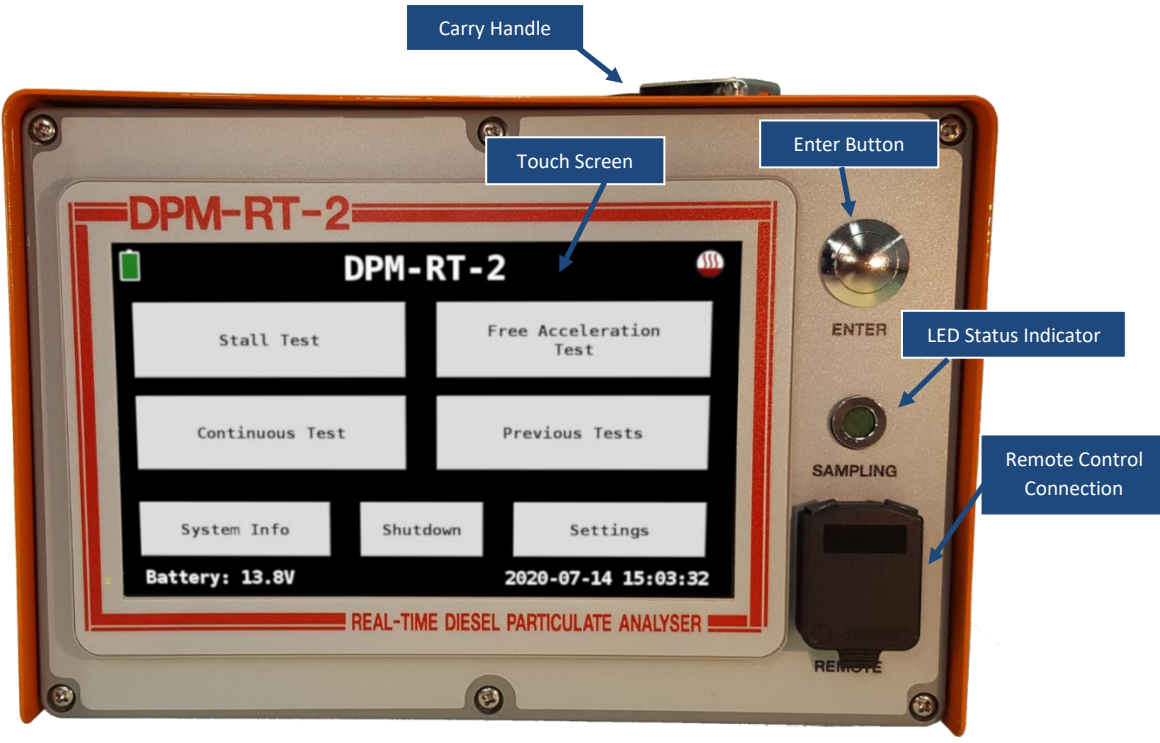 Carry Handle
Touch Screen
Enter Button
DPM-RT-2
DPM-RT-2
Stall Test
Free Acceleration
Test
ENTER
LED Status Indicator
Continuous Test
Previous Tests
SAMPLING
Remote Control
Connection
System Info
Shutdown
Settings
Battery: 13.8V
2020-07-14 15:03:32
REAL-TIME DIESEL PARTICULATE ANALYSER
REMOTE